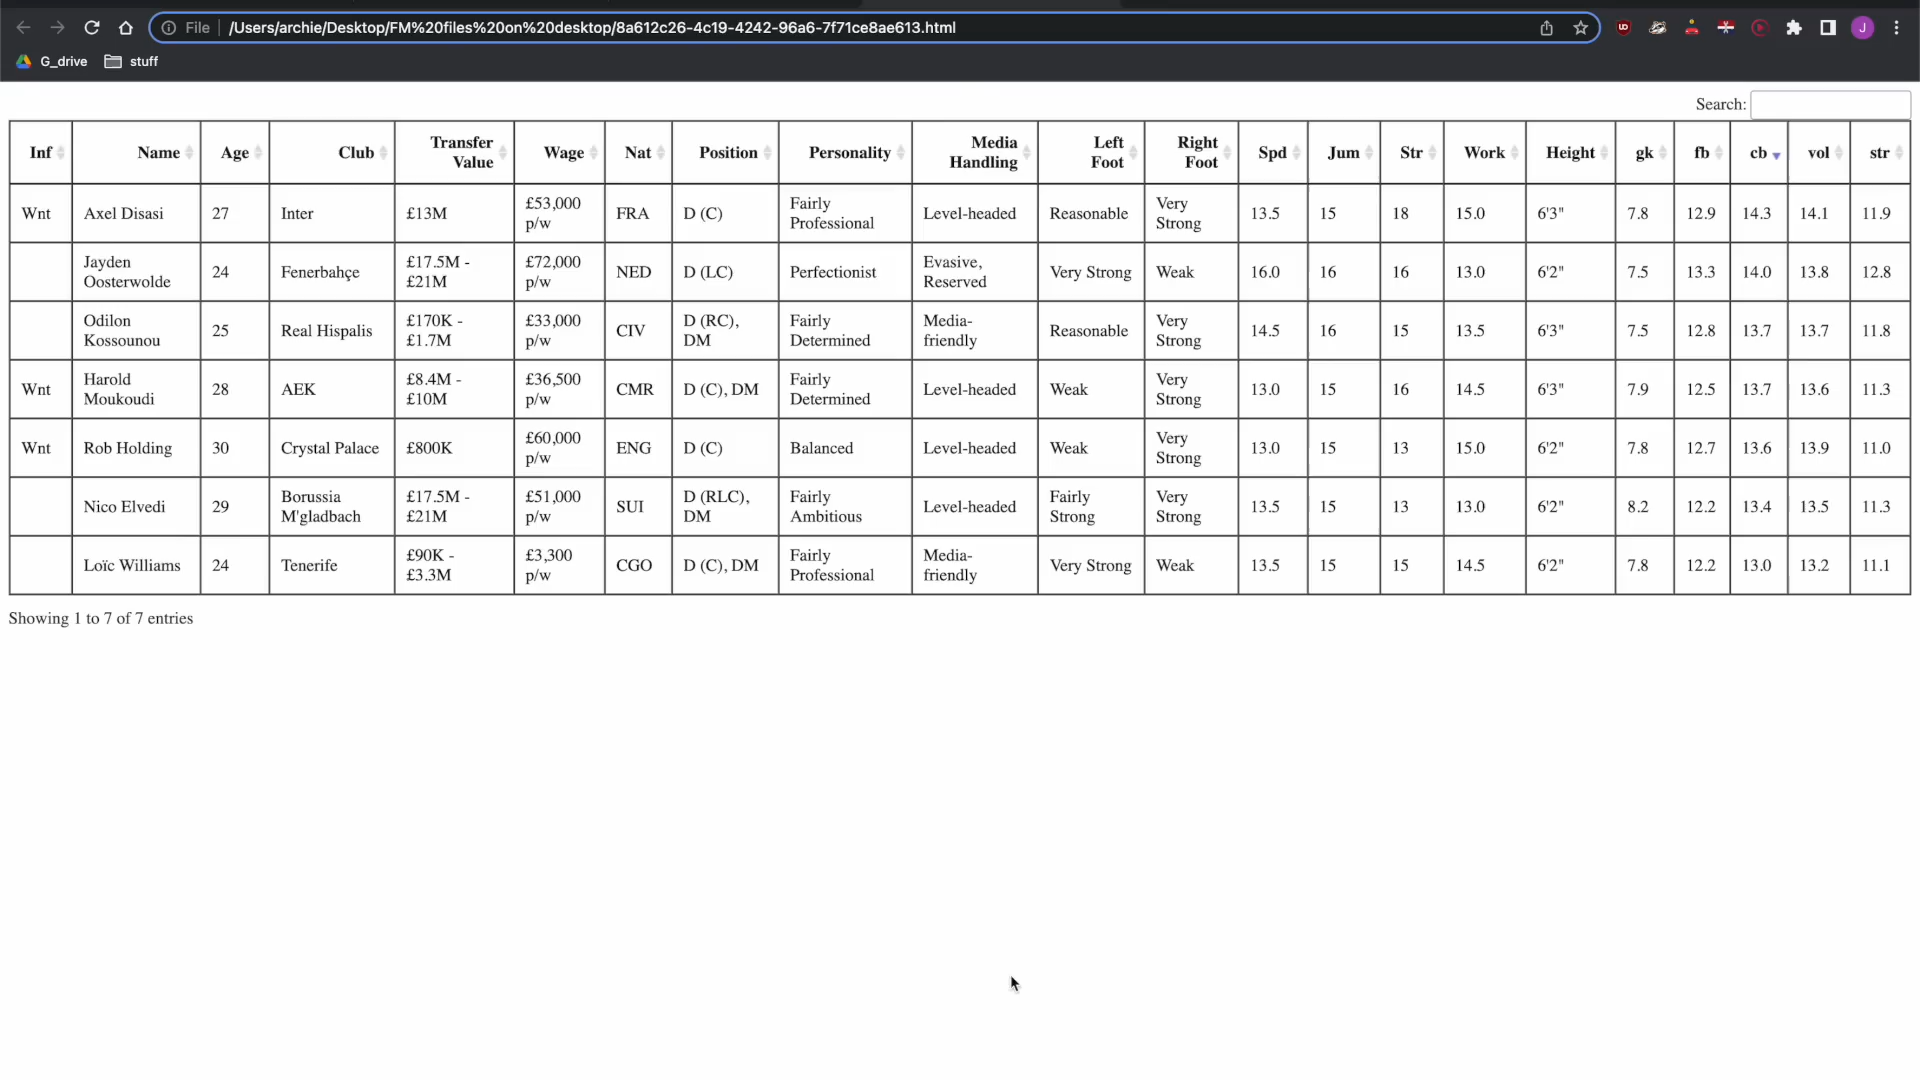 File /Users/archie/Desktop/FM%20files%20on%20desktop/8a612c26-4c19-4242-96a6-7f71ce8ae613.html J
G_drive stuff
Search:
Inf Name Age Club Transfer Value Wage Nat Position Personality Media Handling Left Foot Right Foot Spd Jum Str Work Height gk fb cb vol str
Wnt Axel Disasi 27 Inter £13M £53,000 p/w FRA D (C) Fairly Professional Level-headed Reasonable Very Strong 13.5 15 18 15.0 6'3" 7.8 12.9 14.3 14.1 11.9
Jayden Oosterwolde 24 Fenerbahçe £17.5M - £21M £72,000 p/w NED D (LC) Perfectionist Evasive, Reserved Very Strong Weak 16.0 16 16 13.0 6'2" 7.5 13.3 14.0 13.8 12.8
Odilon Kossounou 25 Real Hispalis £170K - £1.7M £33,000 p/w CIV D (RC), DM Fairly Determined Media-friendly Reasonable Very Strong 14.5 16 15 13.5 6'3" 7.5 12.8 13.7 13.7 11.8
Wnt Harold Moukoudi 28 AEK £8.4M - £10M £36,500 p/w CMR D (C), DM Fairly Determined Level-headed Weak Very Strong 13.0 15 16 14.5 6'3" 7.9 12.5 13.7 13.6 11.3
Wnt Rob Holding 30 Crystal Palace £800K £60,000 p/w ENG D (C) Balanced Level-headed Weak Very Strong 13.0 15 13 15.0 6'2" 7.8 12.7 13.6 13.9 11.0
Nico Elvedi 29 Borussia M'gladbach £17.5M - £21M £51,000 p/w SUI D (RLC), DM Fairly Ambitious Level-headed Fairly Strong Very Strong 13.5 15 13 13.0 6'2" 8.2 12.2 13.4 13.5 11.3
Loïc Williams 24 Tenerife £90K - £3.3M £3,300 p/w CGO D (C), DM Fairly Professional Media-friendly Very Strong Weak 13.5 15 15 14.5 6'2" 7.8 12.2 13.0 13.2 11.1
Showing 1 to 7 of 7 entries